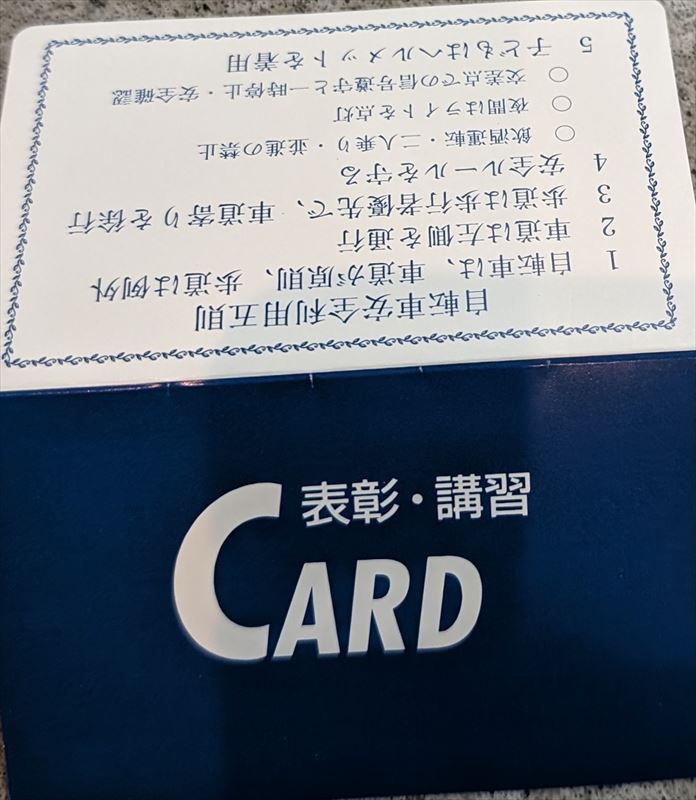 自転車安全利用五則
1 自転車は、車道が原則、歩道は例外
2 車道は左側を通行
3 歩道は歩行者優先で、車道寄りを徐行
4 安全ルールを守る
○ 飲酒運転・二人乗り・並進の禁止
○ 夜間はライトを点灯
○ 交差点での信号遵守と一時停止・安全確認
5 子どもはヘルメットを着用
表彰・講習
CARD